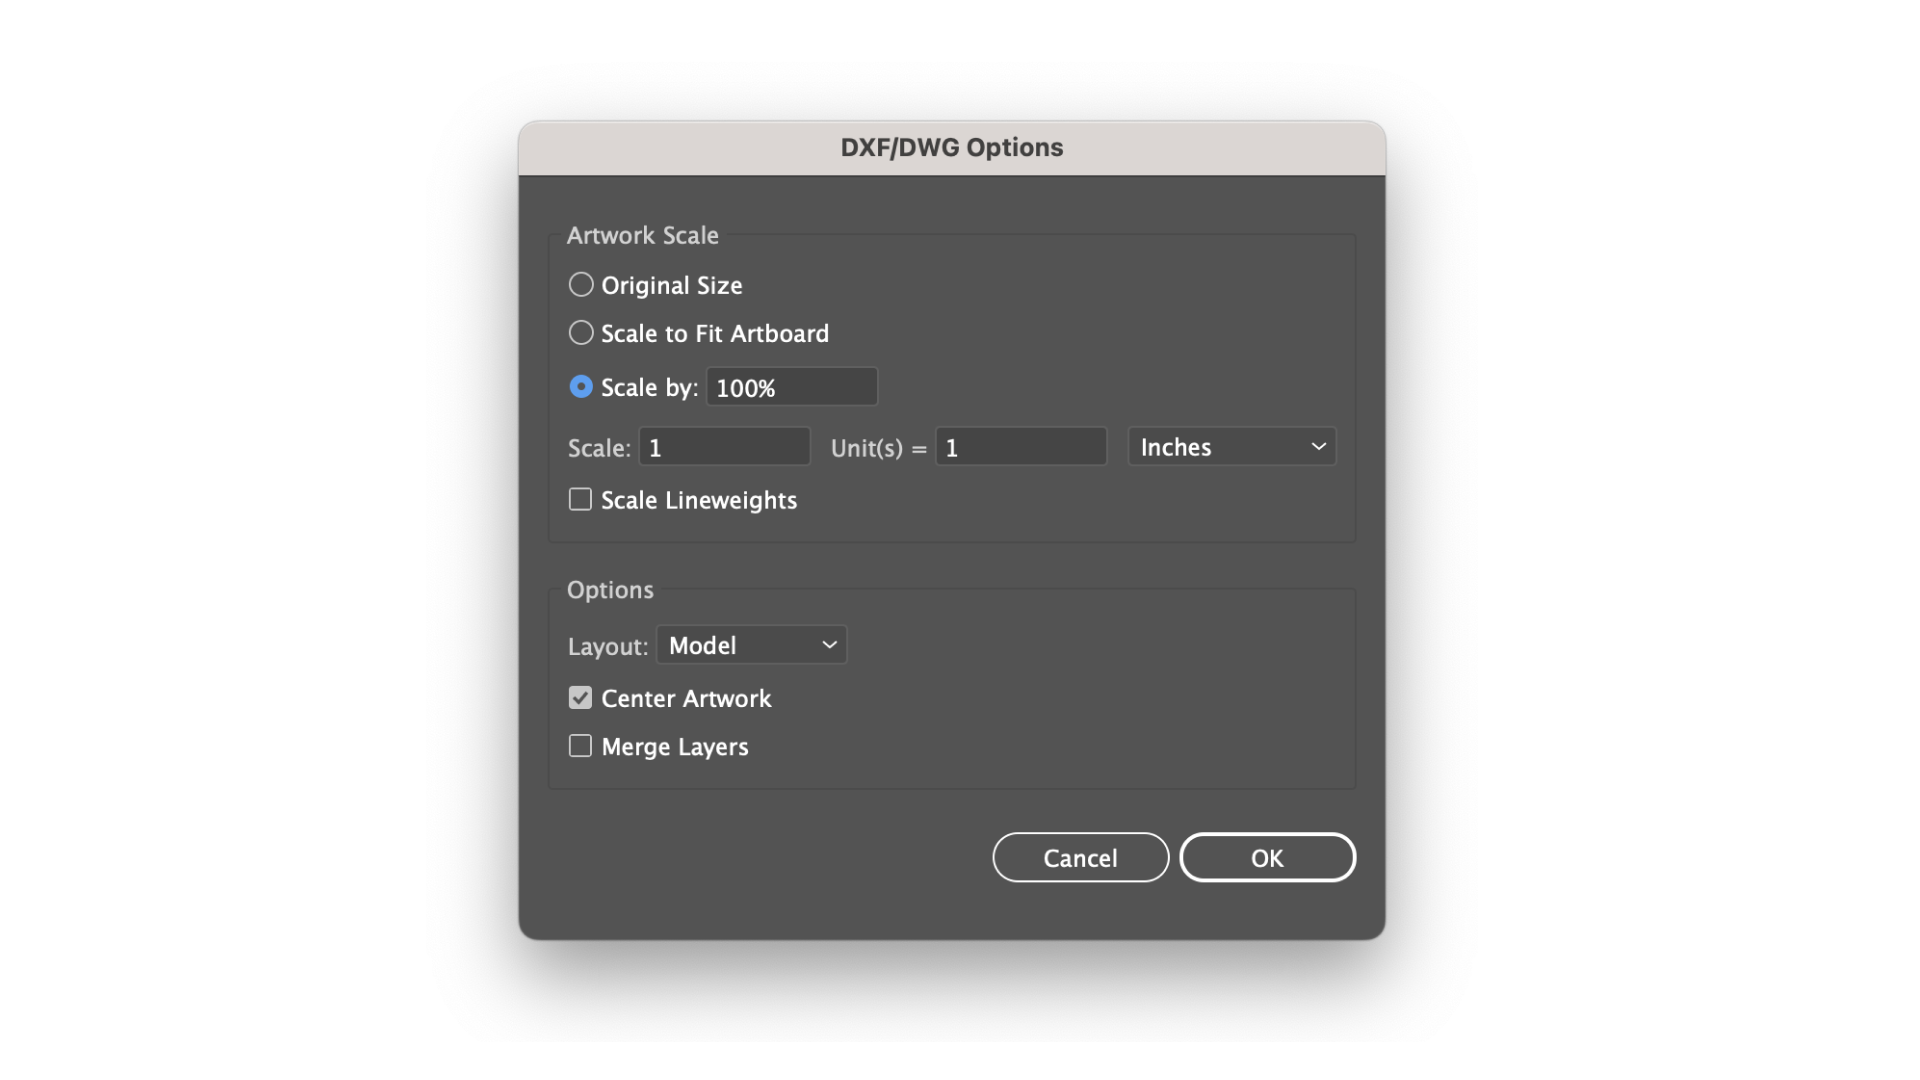 DXF/DWG Options
Artwork Scale
Original Size
Scale to Fit Artboard
Scale by: 100%
Scale: 1 Unit(s) = 1 Inches
Scale Lineweights
Options
Layout: Model
Center Artwork
Merge Layers
Cancel OK